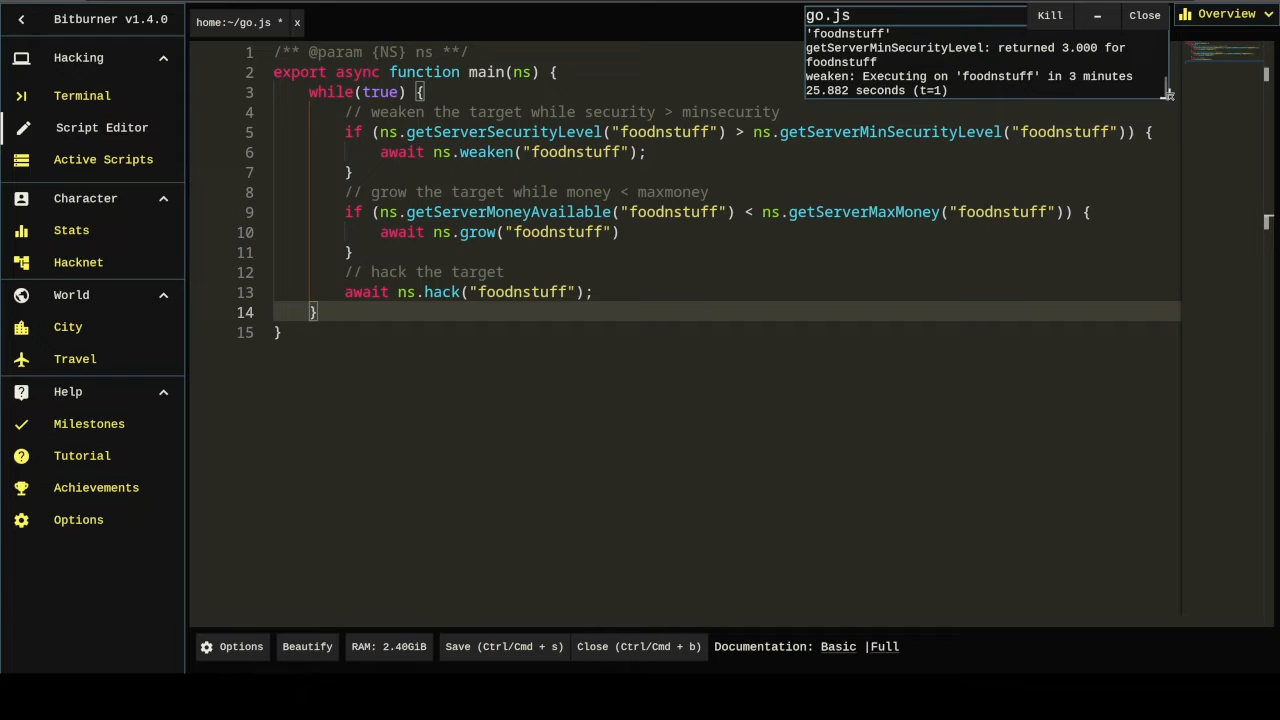 Bitburner v1.4.0
Hacking
Terminal
Script Editor
Active Scripts
Character
Stats
Hacknet
World
City
Travel
Help
Milestones
Tutorial
Achievements
Options
home:~/go.js * x
1 /** @param {NS} ns **/
2 export async function main(ns) {
3 while(true) {
4 // weaken the target while security > minsecurity
5 if (ns.getServerSecurityLevel("foodnstuff") > ns.getServerMinSecurityLevel("foodnstuff")) {
6 await ns.weaken("foodnstuff");
7 }
8 // grow the target while money < maxmoney
9 if (ns.getServerMoneyAvailable("foodnstuff") < ns.getServerMaxMoney("foodnstuff")) {
10 await ns.grow("foodnstuff")
11 }
12 // hack the target
13 await ns.hack("foodnstuff");
14 }
15 }
go.js Kill – Close
'foodnstuff'
getServerMinSecurityLevel: returned 3.000 for
foodnstuff
weaken: Executing on 'foodnstuff' in 3 minutes
25.882 seconds (t=1)
Overview
Options Beautify RAM: 2.40GiB Save (Ctrl/Cmd + s) Close (Ctrl/Cmd + b) Documentation: Basic |Full